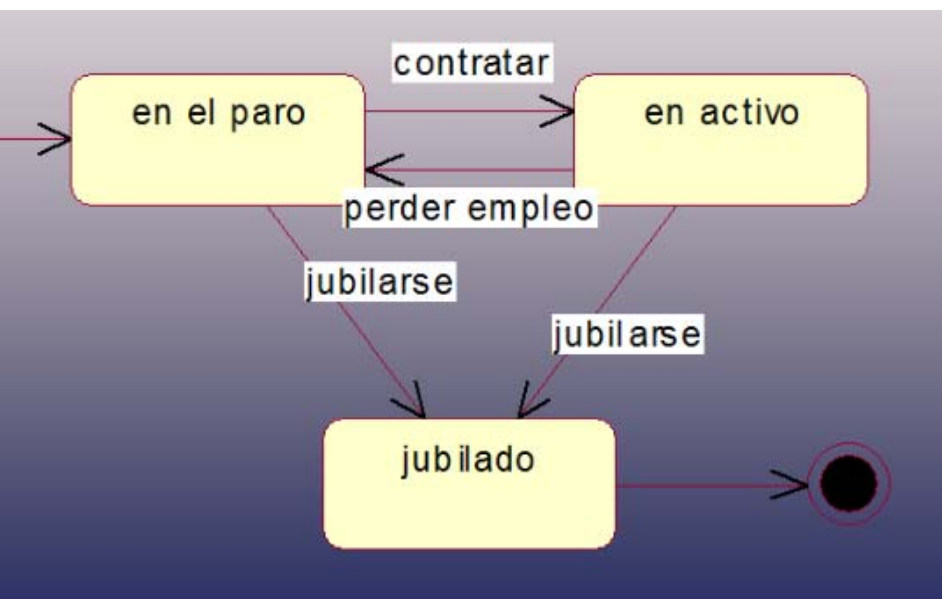 contratar
en el paro
en activo
perder empleo
jubilarse
jubilarse
jubilado